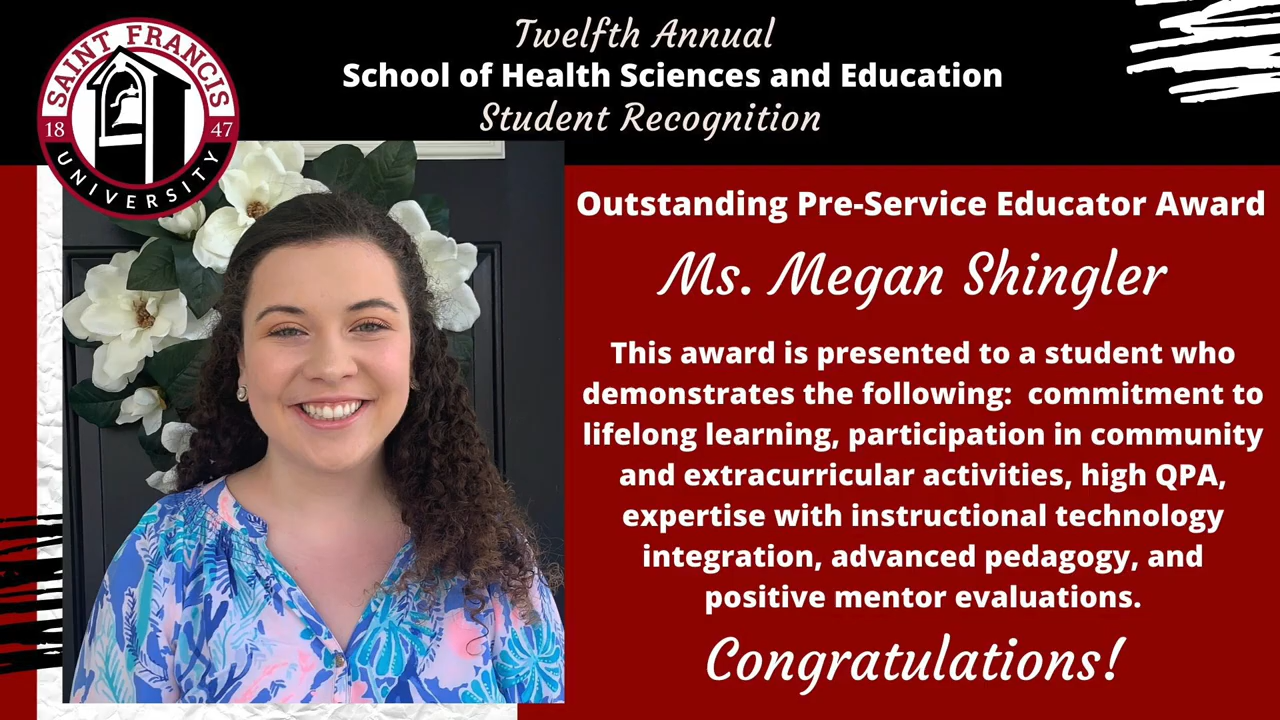 SAINT FRANCIS
18 47
UNIVERSITY
Twelfth Annual
School of Health Sciences and Education
Student Recognition
Outstanding Pre-Service Educator Award
Ms. Megan Shingler
This award is presented to a student who
demonstrates the following:  commitment to
lifelong learning, participation in community
and extracurricular activities, high QPA,
expertise with instructional technology
integration, advanced pedagogy, and
positive mentor evaluations.
Congratulations!